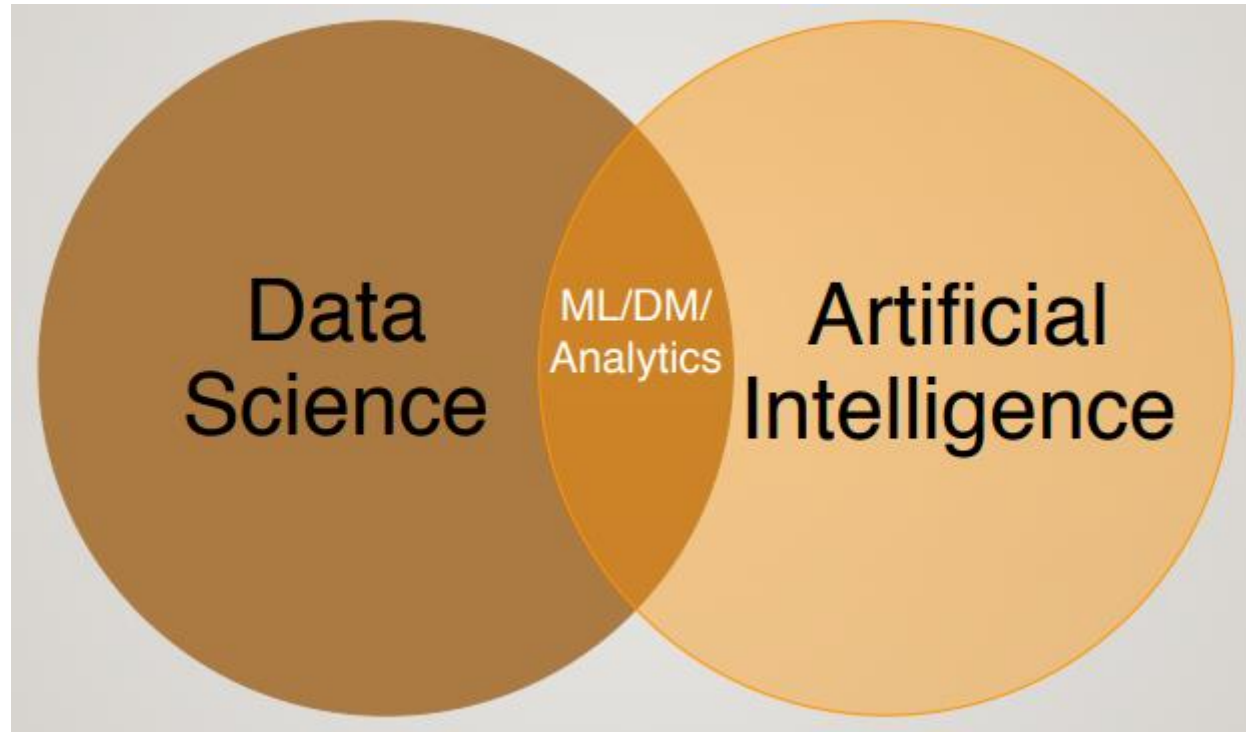 Data
Science
ML/DM/
Analytics
Artificial
Intelligence